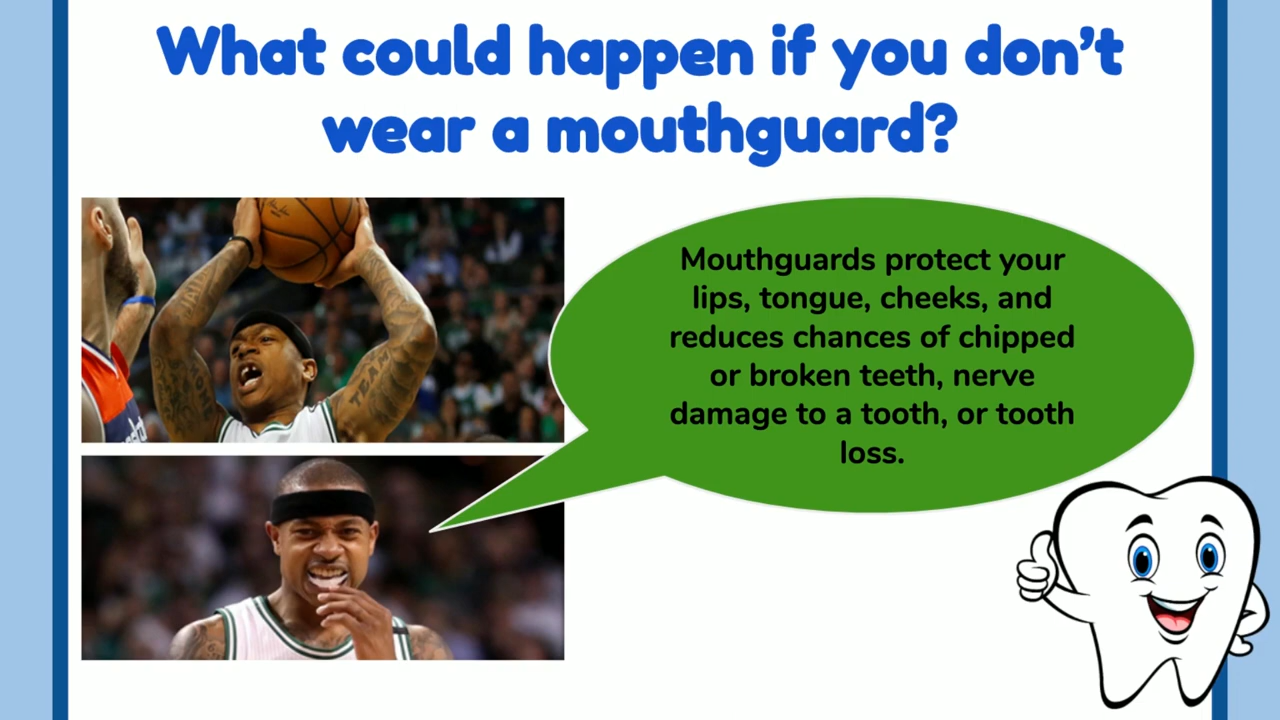 What could happen if you don’t
wear a mouthguard?
Mouthguards protect your
lips, tongue, cheeks, and
reduces chances of chipped
or broken teeth, nerve
damage to a tooth, or tooth
loss.
TEAM